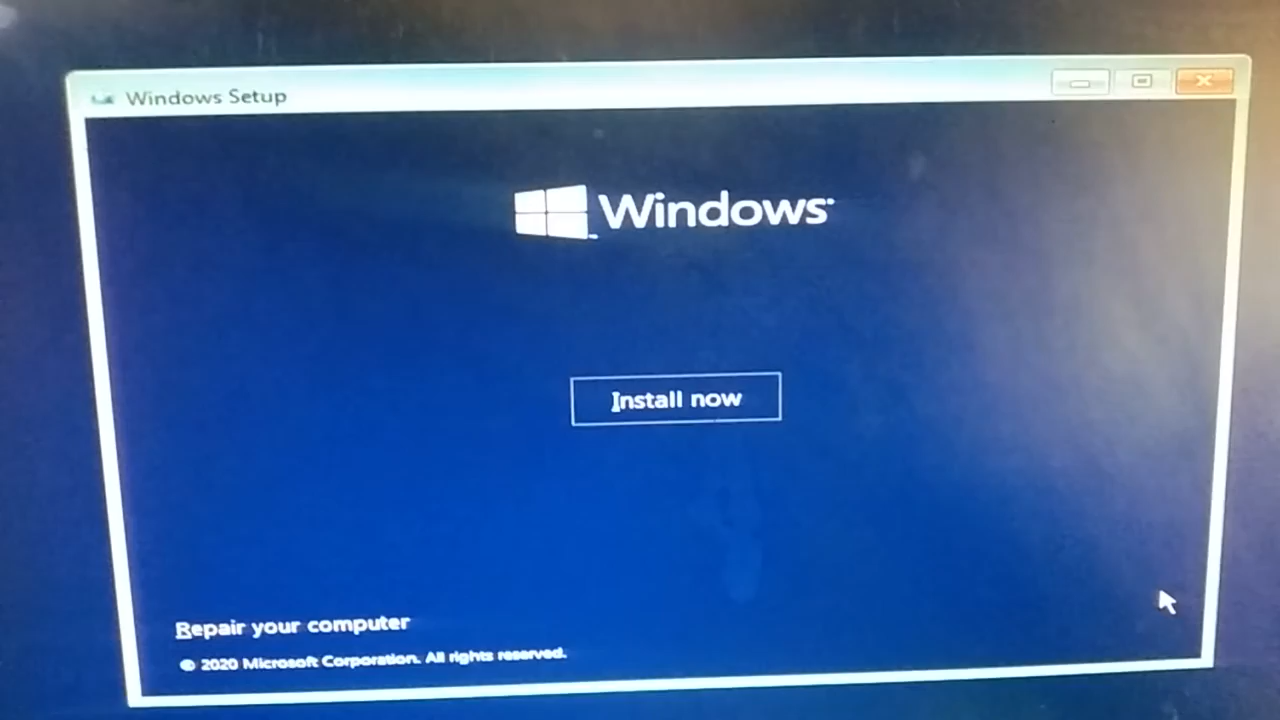 Windows Setup
Windows
Install now
Repair your computer
© 2020 Microsoft Corporation. All rights reserved.